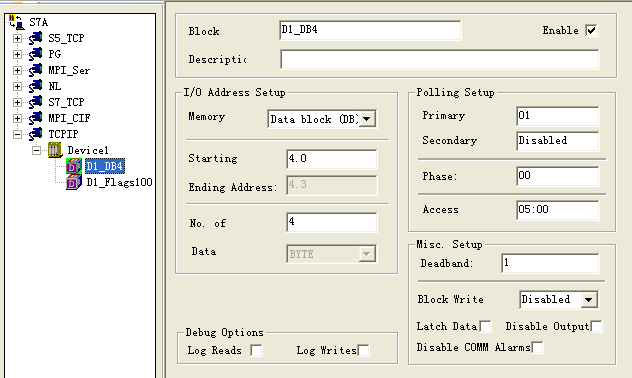 S7A
S5_TCP
PG
MPI_Ser
NL
S7_TCP
MPI_CIF
TCPIP
Device1
D1_DB4
D1_Flags100
Block
D1_DB4
Enable
Descriptic
I/O Address Setup
Memory
Data block (DB)
Starting
4.0
Ending Address:
4.3
No. of
4
Data
BYTE
Debug Options
Log Reads
Log Writes
Polling Setup
Primary
01
Secondary
Disabled
Phase:
00
Access
05:00
Misc. Setup
Deadband:
1
Block Write
Disabled
Latch Data
Disable Output
Disable COMM Alarms